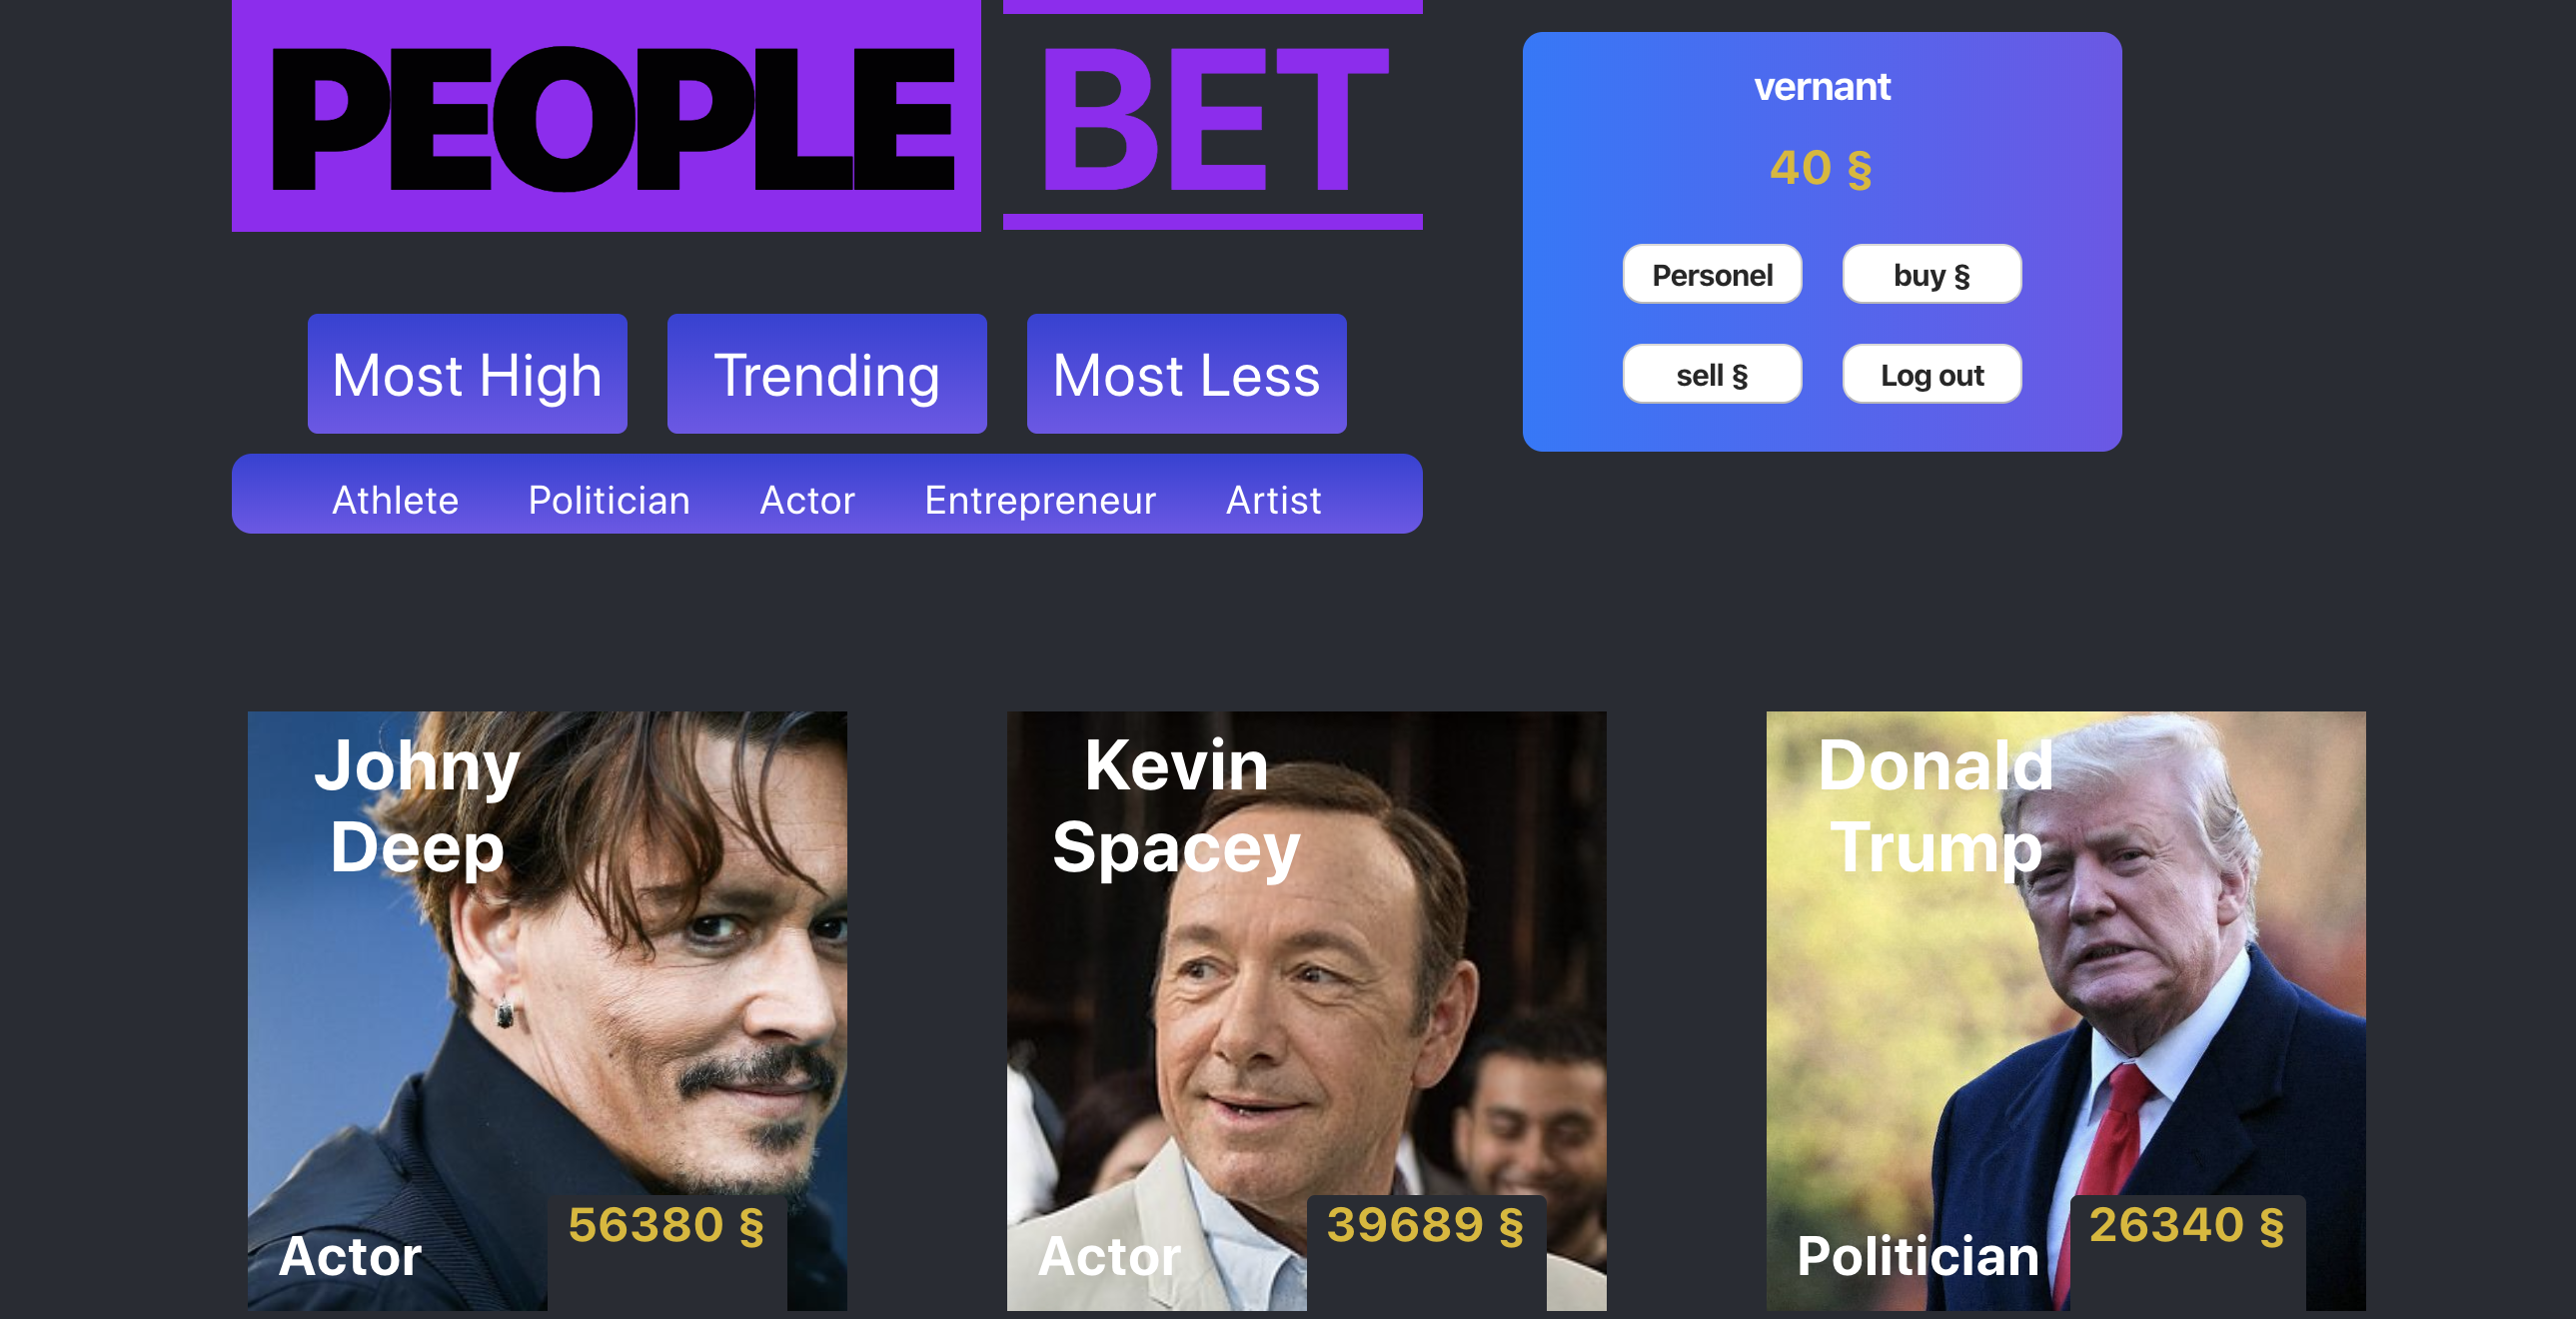 PEOPLE BET
vernant
40 §
Personel buy §
sell § Log out
Most High Trending Most Less
Athlete Politician Actor Entrepreneur Artist
Johny
Deep
Actor
56380 §
Kevin
Spacey
Actor
39689 §
Donald
Trump
Politician
26340 §